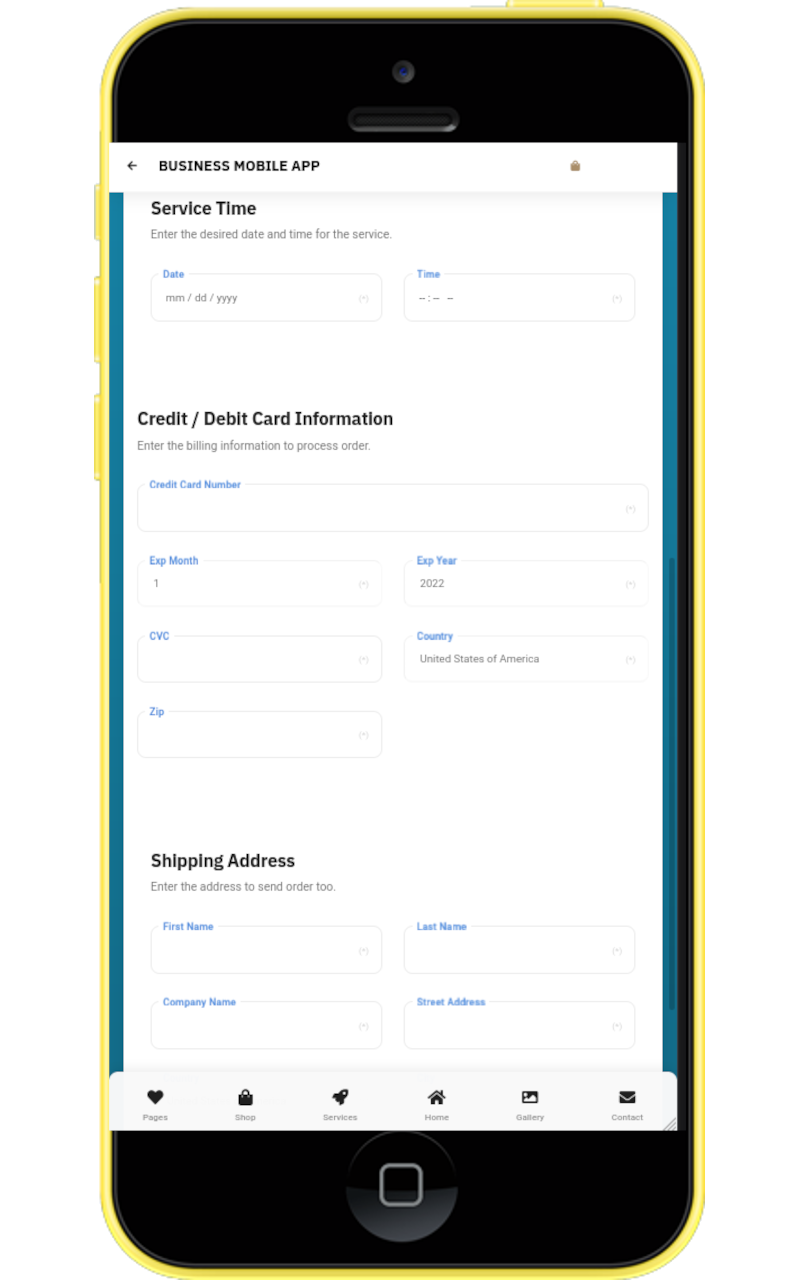 BUSINESS MOBILE APP
Service Time
Enter the desired date and time for the service.
Date Time
mm / dd / yyyy (*) -- : -- -- (*)
Credit / Debit Card Information
Enter the billing information to process order.
Credit Card Number
(*)
Exp Month Exp Year
1 (*) 2022 (*)
CVC Country
(*) United States of America (*)
Zip
(*)
Shipping Address
Enter the address to send order too.
First Name Last Name
(*) (*)
Company Name Street Address
(*) (*)
Pages Shop Services Home Gallery Contact